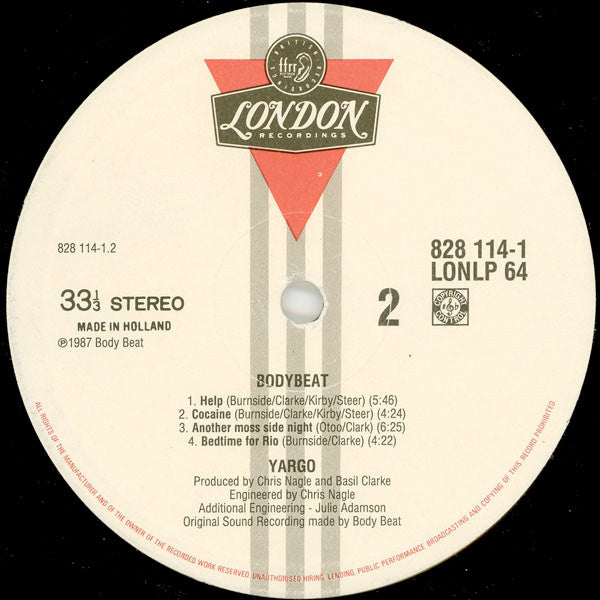 ffrr
LONDON
RECORDINGS
828 114-1.2
828 114-1
LONLP 64
33⅓ STEREO
MADE IN HOLLAND
℗1987 Body Beat
2
COPYRIGHT
CONTROL
BODYBEAT
1. Help (Burnside/Clarke/Kirby/Steer) (5:46)
2. Cocaine (Burnside/Clarke/Kirby/Steer) (4:24)
3. Another moss side night (Otoo/Clark) (6:25)
4. Bedtime for Rio (Burnside/Clarke) (4:22)
YARGO
Produced by Chris Nagle and Basil Clarke
Engineered by Chris Nagle
Additional Engineering - Julie Adamson
Original Sound Recording made by Body Beat
ALL RIGHTS OF THE MANUFACTURER AND OF THE OWNER OF THE RECORDED WORK RESERVED. UNAUTHORISED HIRING, LENDING, PUBLIC PERFORMANCE BROADCASTING AND COPYING OF THIS RECORD PROHIBITED.